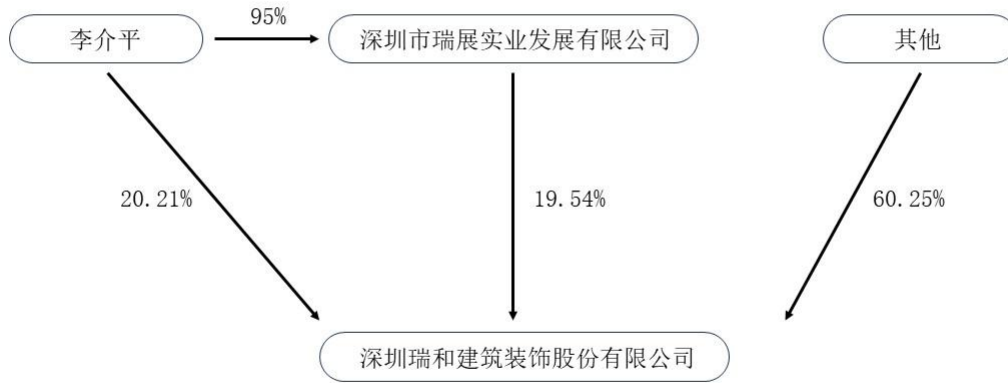 95%
李介平
深圳市瑞展实业发展有限公司
其他
20.21%
19.54%
60.25%
深圳瑞和建筑装饰股份有限公司